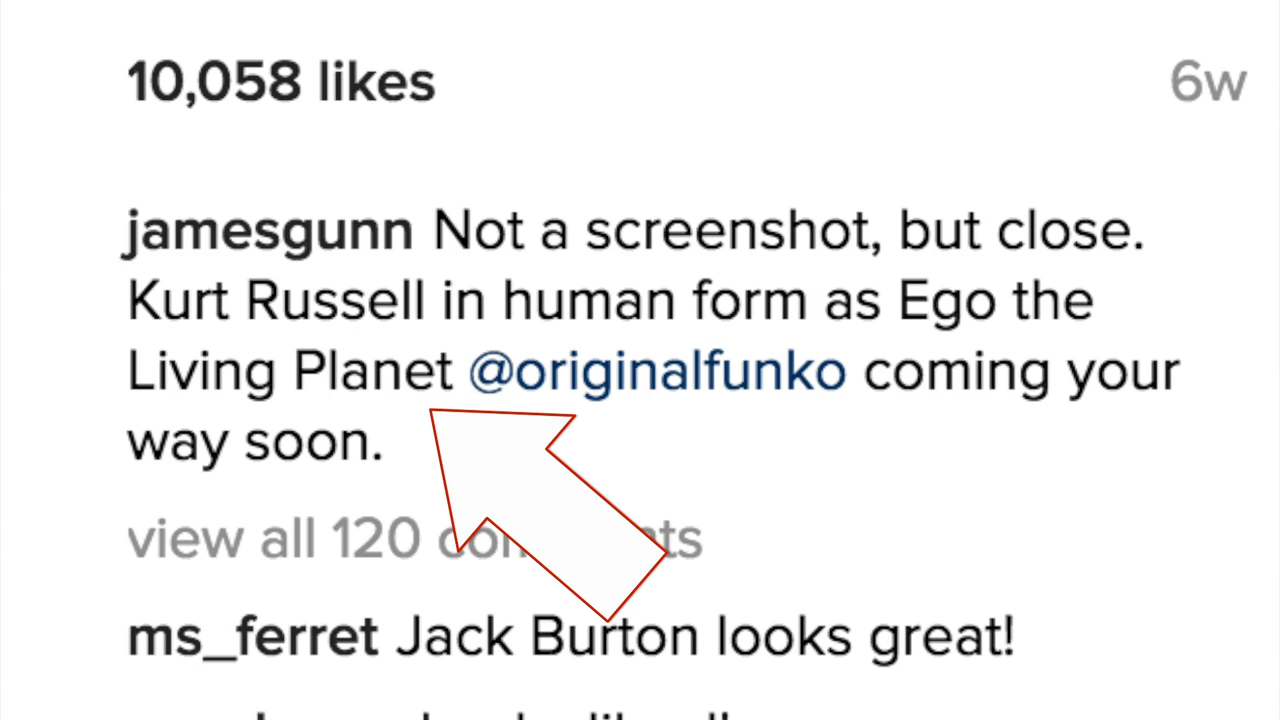 10,058 likes 6w
jamesgunn Not a screenshot, but close.
Kurt Russell in human form as Ego the
Living Planet @originalfunko coming your
way soon.
view all 120
ms_ferret Jack Burton looks great!